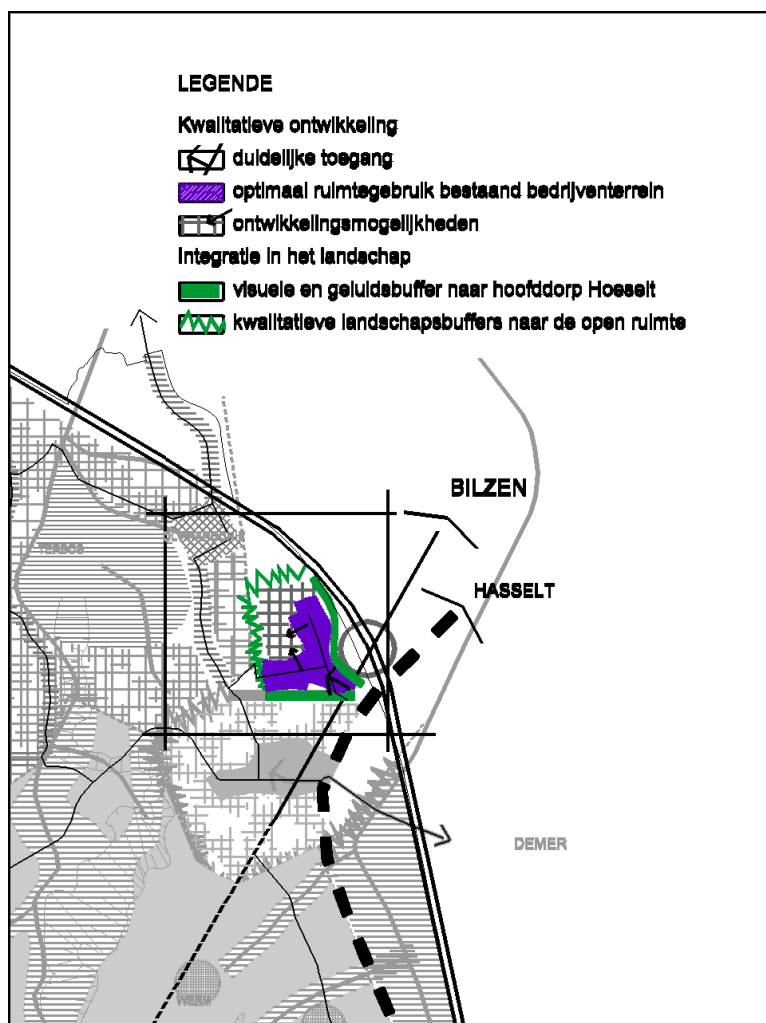 LEGENDE
Kwalitatieve ontwikkeling
duidelijke toegang
optimaal ruimtegebruik bestaand bedrijventerrein
ontwikkelingsmogelijkheden
Integratie in het landschap
visuele en geluidsbuffer naar hoofddorp Hoeselt
kwalitatieve landschapsbuffers naar de open ruimte
BILZEN
TERBOS
HASSELT
DEMER